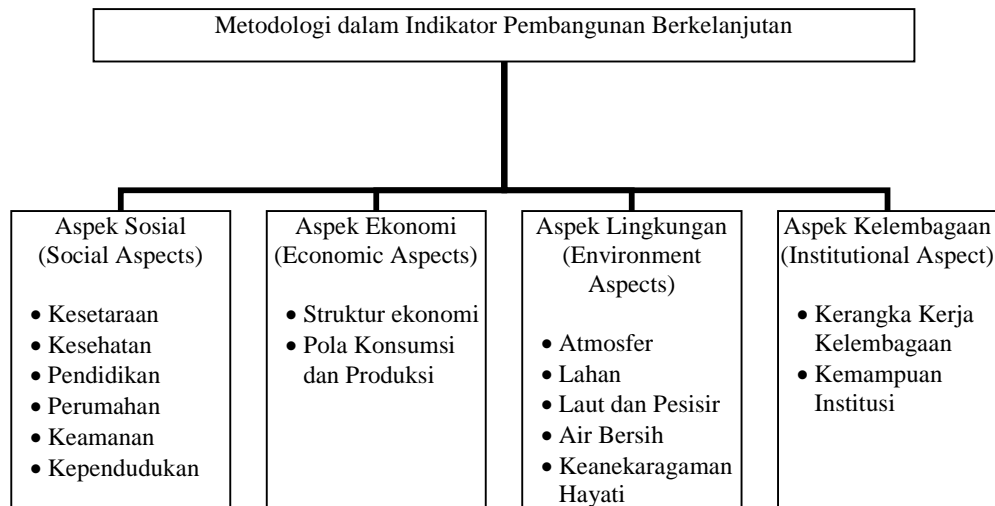 Metodologi dalam Indikator Pembangunan Berkelanjutan
Aspek Sosial
(Social Aspects)
• Kesetaraan
• Kesehatan
• Pendidikan
• Perumahan
• Keamanan
• Kependudukan
Aspek Ekonomi
(Economic Aspects)
• Struktur ekonomi
• Pola Konsumsi
dan Produksi
Aspek Lingkungan
(Environment
Aspects)
• Atmosfer
• Lahan
• Laut dan Pesisir
• Air Bersih
• Keanekaragaman
Hayati
Aspek Kelembagaan
(Institutional Aspect)
• Kerangka Kerja
Kelembagaan
• Kemampuan
Institusi